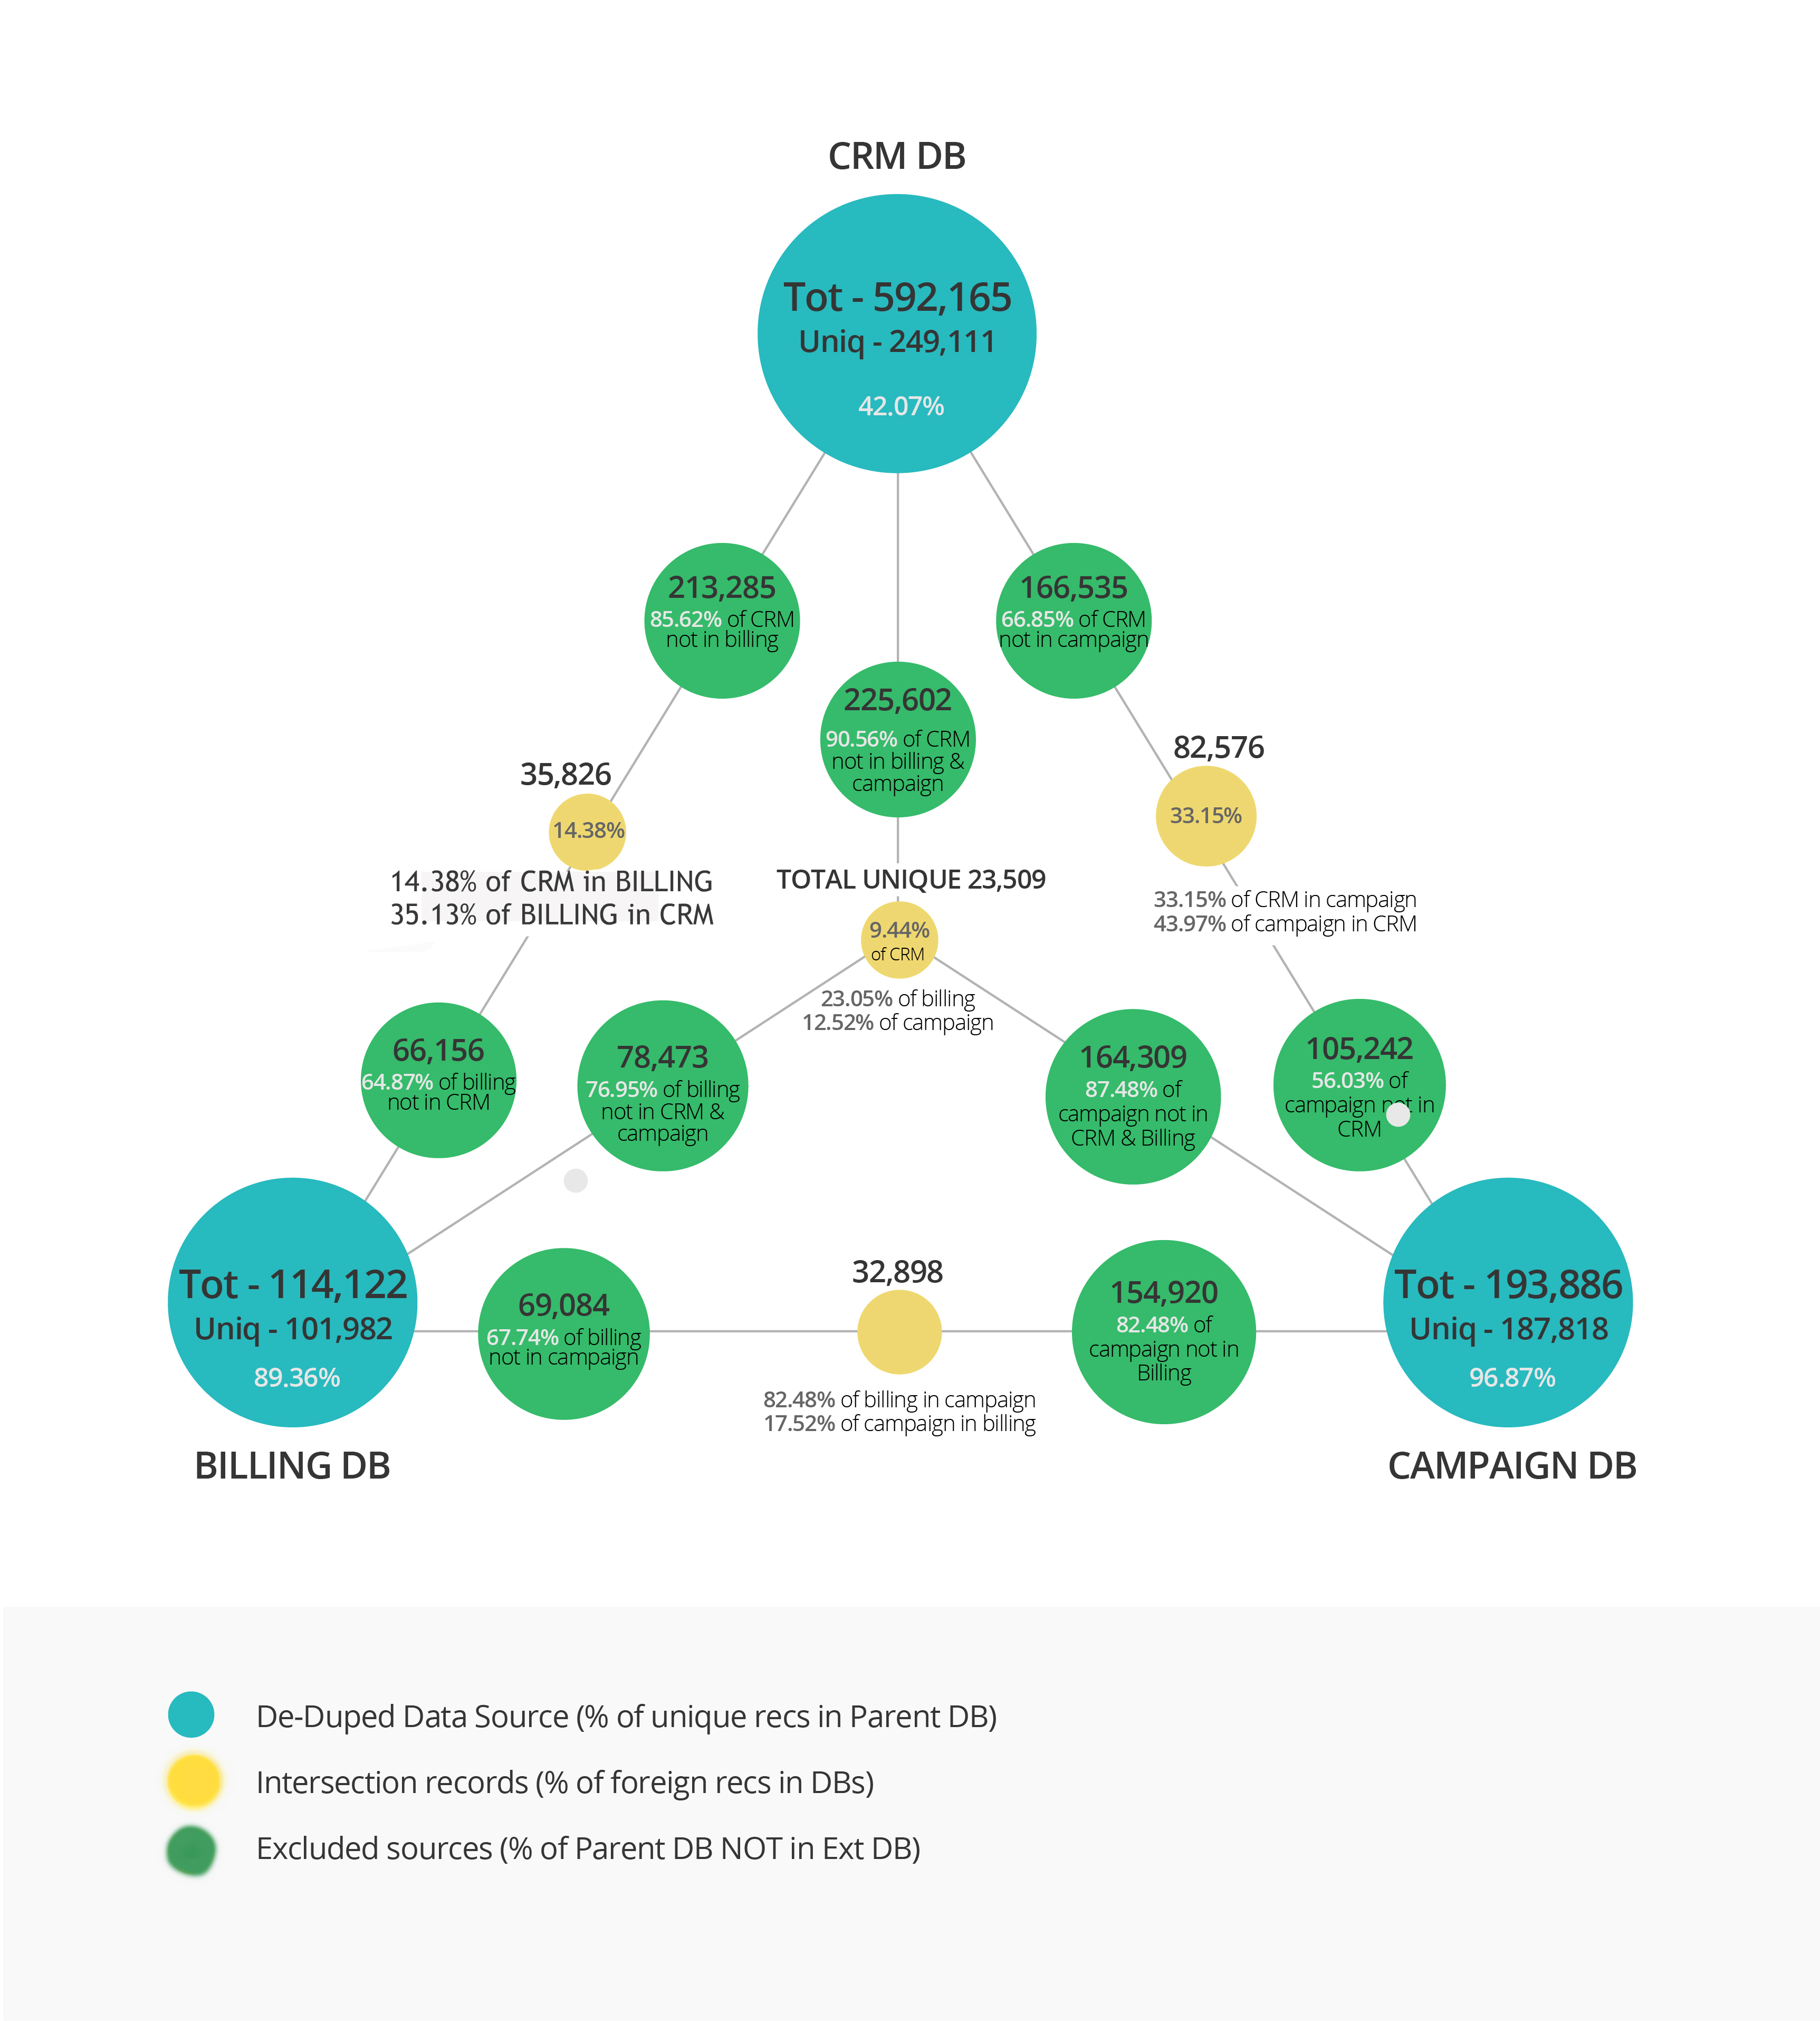 CRM DB
Tot - 592,165
Uniq - 249,111
42.07%
213,285
85.62% of CRM
not in billing
166,535
66.85% of CRM
not in campaign
225,602
90.56% of CRM
not in billing &
campaign
35,826
14.38%
14.38% of CRM in BILLING
35.13% of BILLING in CRM
82,576
33.15%
33.15% of CRM in campaign
43.97% of campaign in CRM
TOTAL UNIQUE 23,509
9.44%
of CRM
23.05% of billing
12.52% of campaign
66,156
64.87% of billing
not in CRM
78,473
76.95% of billing
not in CRM &
campaign
164,309
87.48% of
campaign not in
CRM & Billing
105,242
56.03% of
campaign not in
CRM
Tot - 114,122
Uniq - 101,982
89.36%
BILLING DB
69,084
67.74% of billing
not in campaign
32,898
82.48% of billing in campaign
17.52% of campaign in billing
154,920
82.48% of
campaign not in
Billing
Tot - 193,886
Uniq - 187,818
96.87%
CAMPAIGN DB
De-Duped Data Source (% of unique recs in Parent DB)
Intersection records (% of foreign recs in DBs)
Excluded sources (% of Parent DB NOT in Ext DB)